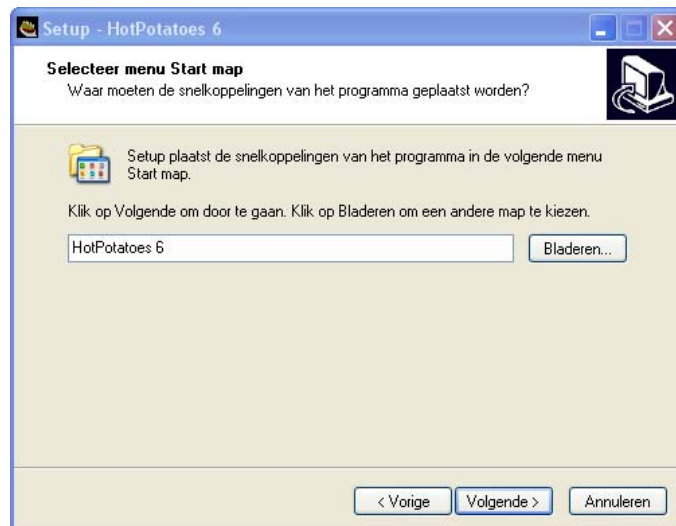 Setup - HotPotatoes 6
Selecteer menu Start map
Waar moeten de snelkoppelingen van het programma geplaatst worden?
Setup plaatst de snelkoppelingen van het programma in de volgende menu
Start map.
Klik op Volgende om door te gaan. Klik op Bladeren om een andere map te kiezen.
HotPotatoes 6
Bladeren...
< Vorige
Volgende >
Annuleren